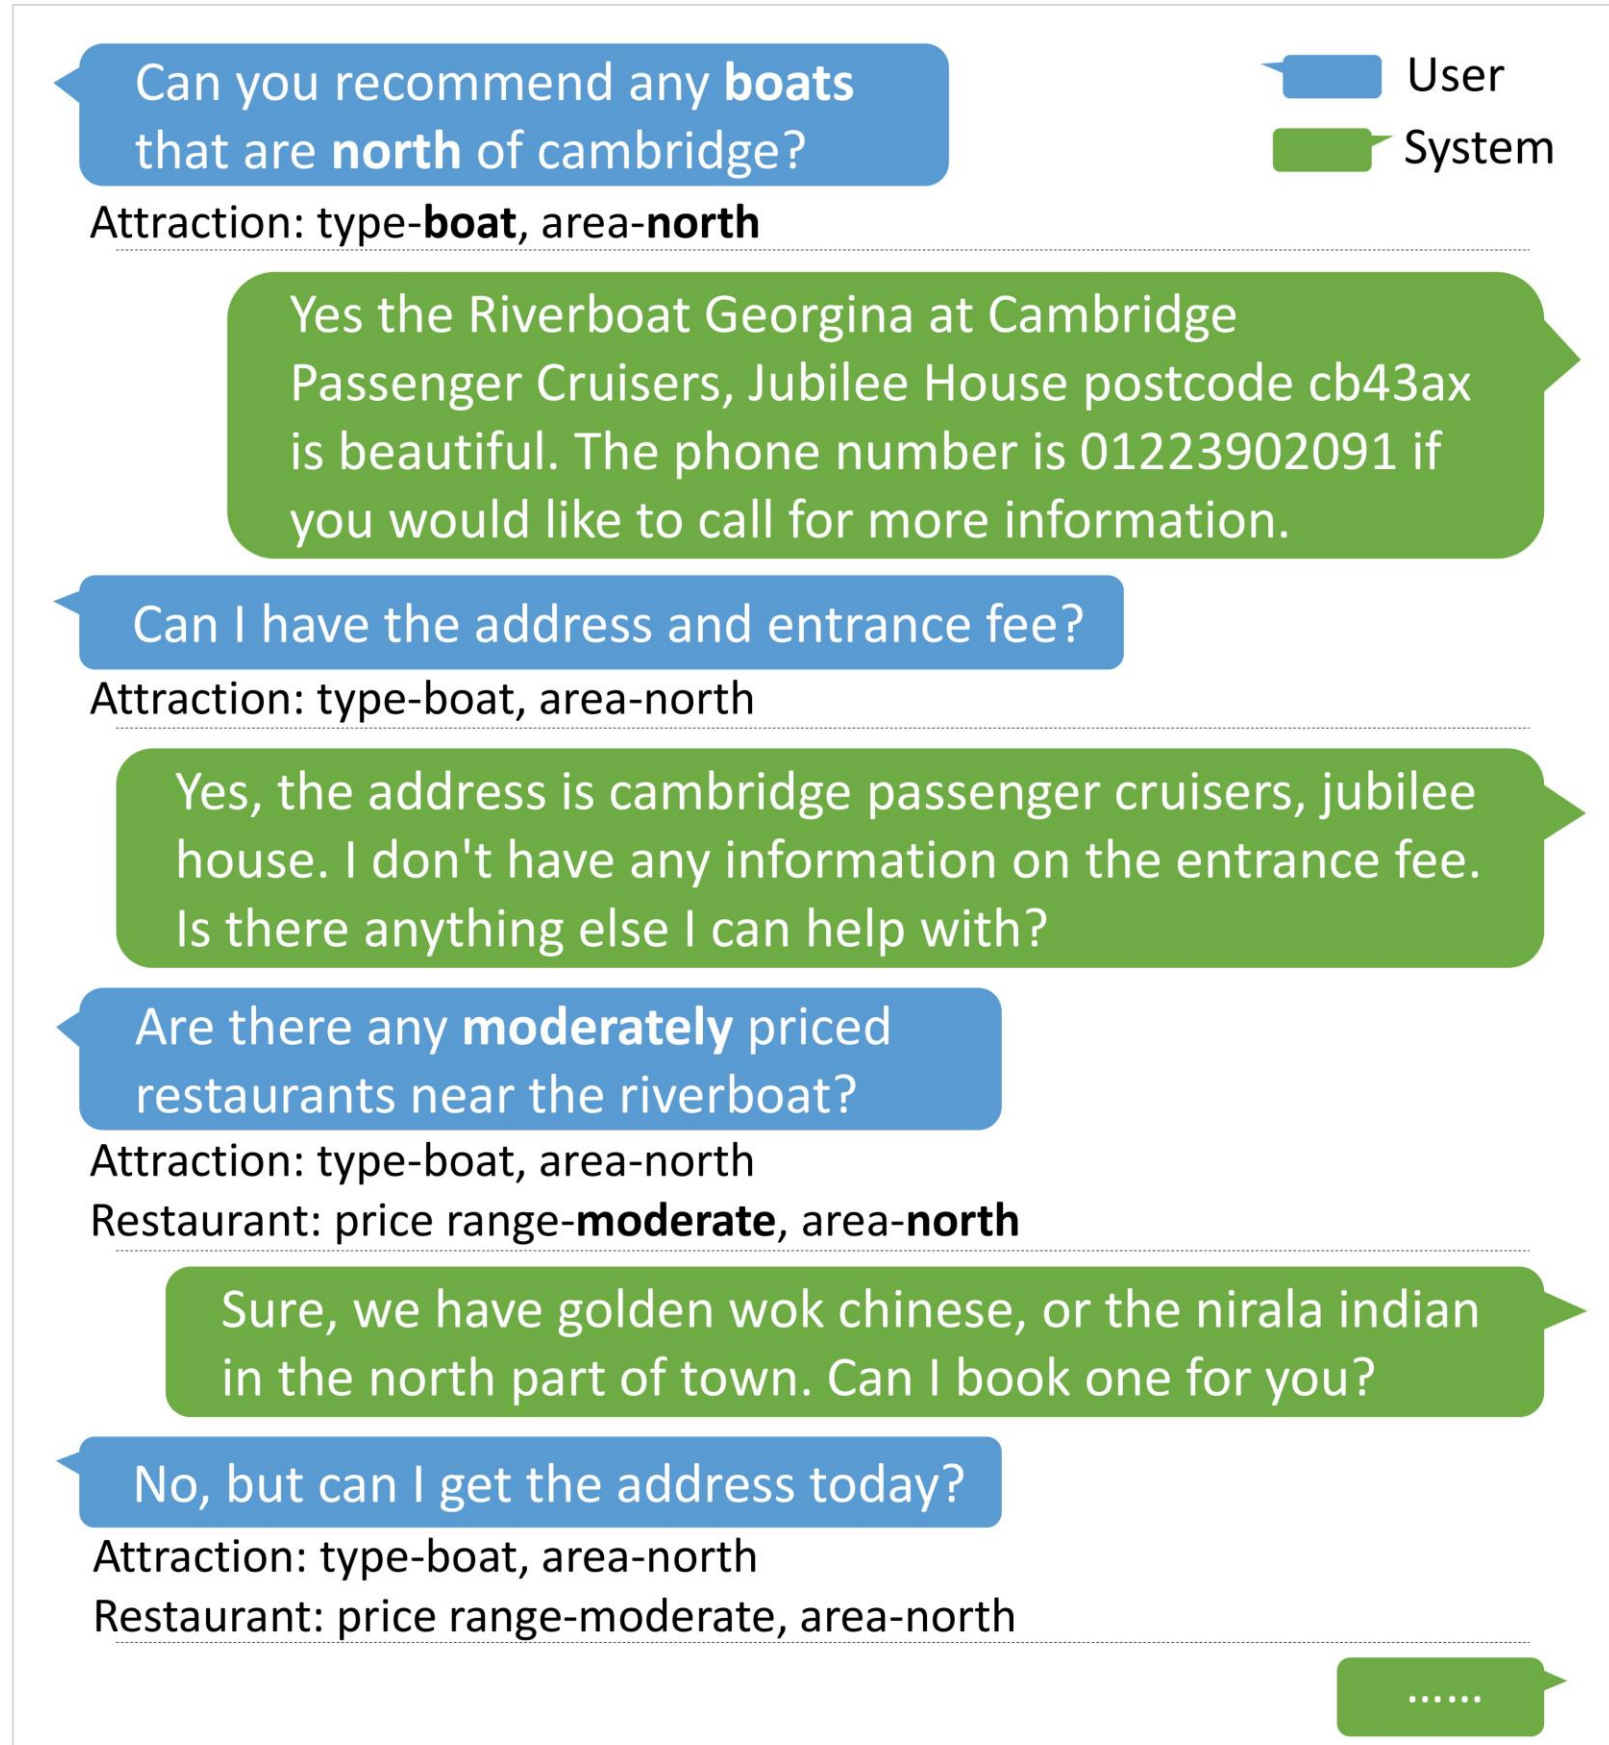 Can you recommend any boats
that are north of cambridge?
User
System
Attraction: type-boat, area-north
Yes the Riverboat Georgina at Cambridge
Passenger Cruisers, Jubilee House postcode cb43ax
is beautiful. The phone number is 01223902091 if
you would like to call for more information.
Can I have the address and entrance fee?
Attraction: type-boat, area-north
Yes, the address is cambridge passenger cruisers, jubilee
house. I don't have any information on the entrance fee.
Is there anything else I can help with?
Are there any moderately priced
restaurants near the riverboat?
Attraction: type-boat, area-north
Restaurant: price range-moderate, area-north
Sure, we have golden wok chinese, or the nirala indian
in the north part of town. Can I book one for you?
No, but can I get the address today?
Attraction: type-boat, area-north
Restaurant: price range-moderate, area-north
......